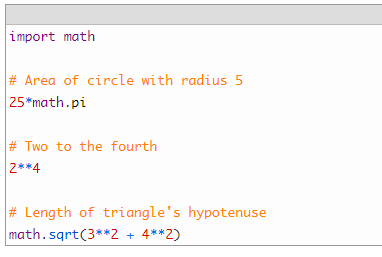 import math
# Area of circle with radius 5
25*math.pi
# Two to the fourth
2**4
# Length of triangle's hypotenuse
math.sqrt(3**2 + 4**2)